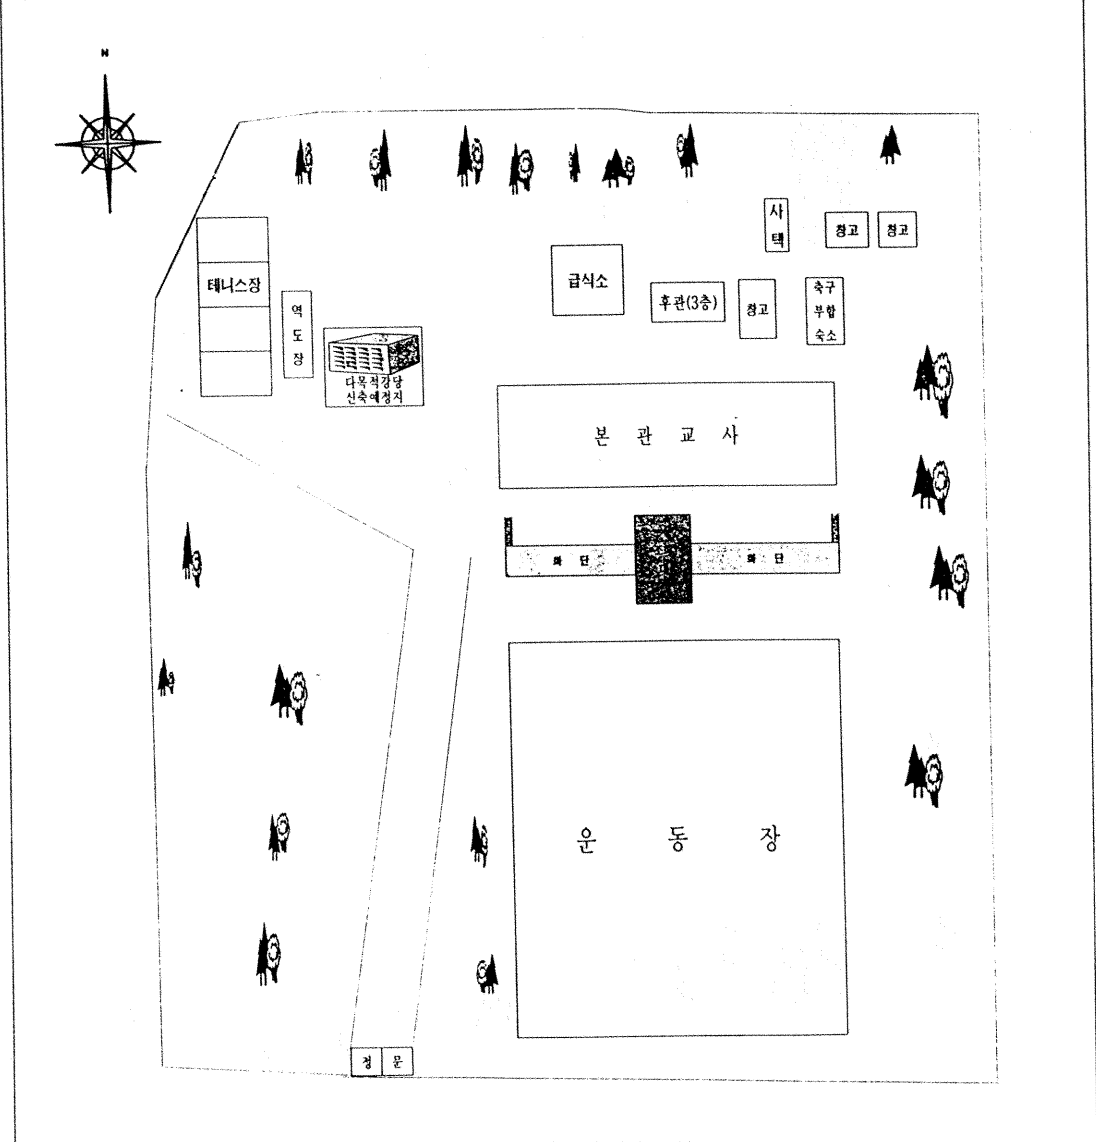 N
사
택
창고
창고
급식소
테니스장
후관(3층)
창고
축구
부합
숙소
역
도
장
다목적강당
신축예정지
본 관 교 사
화 단
화 단
운 동 장
정 문